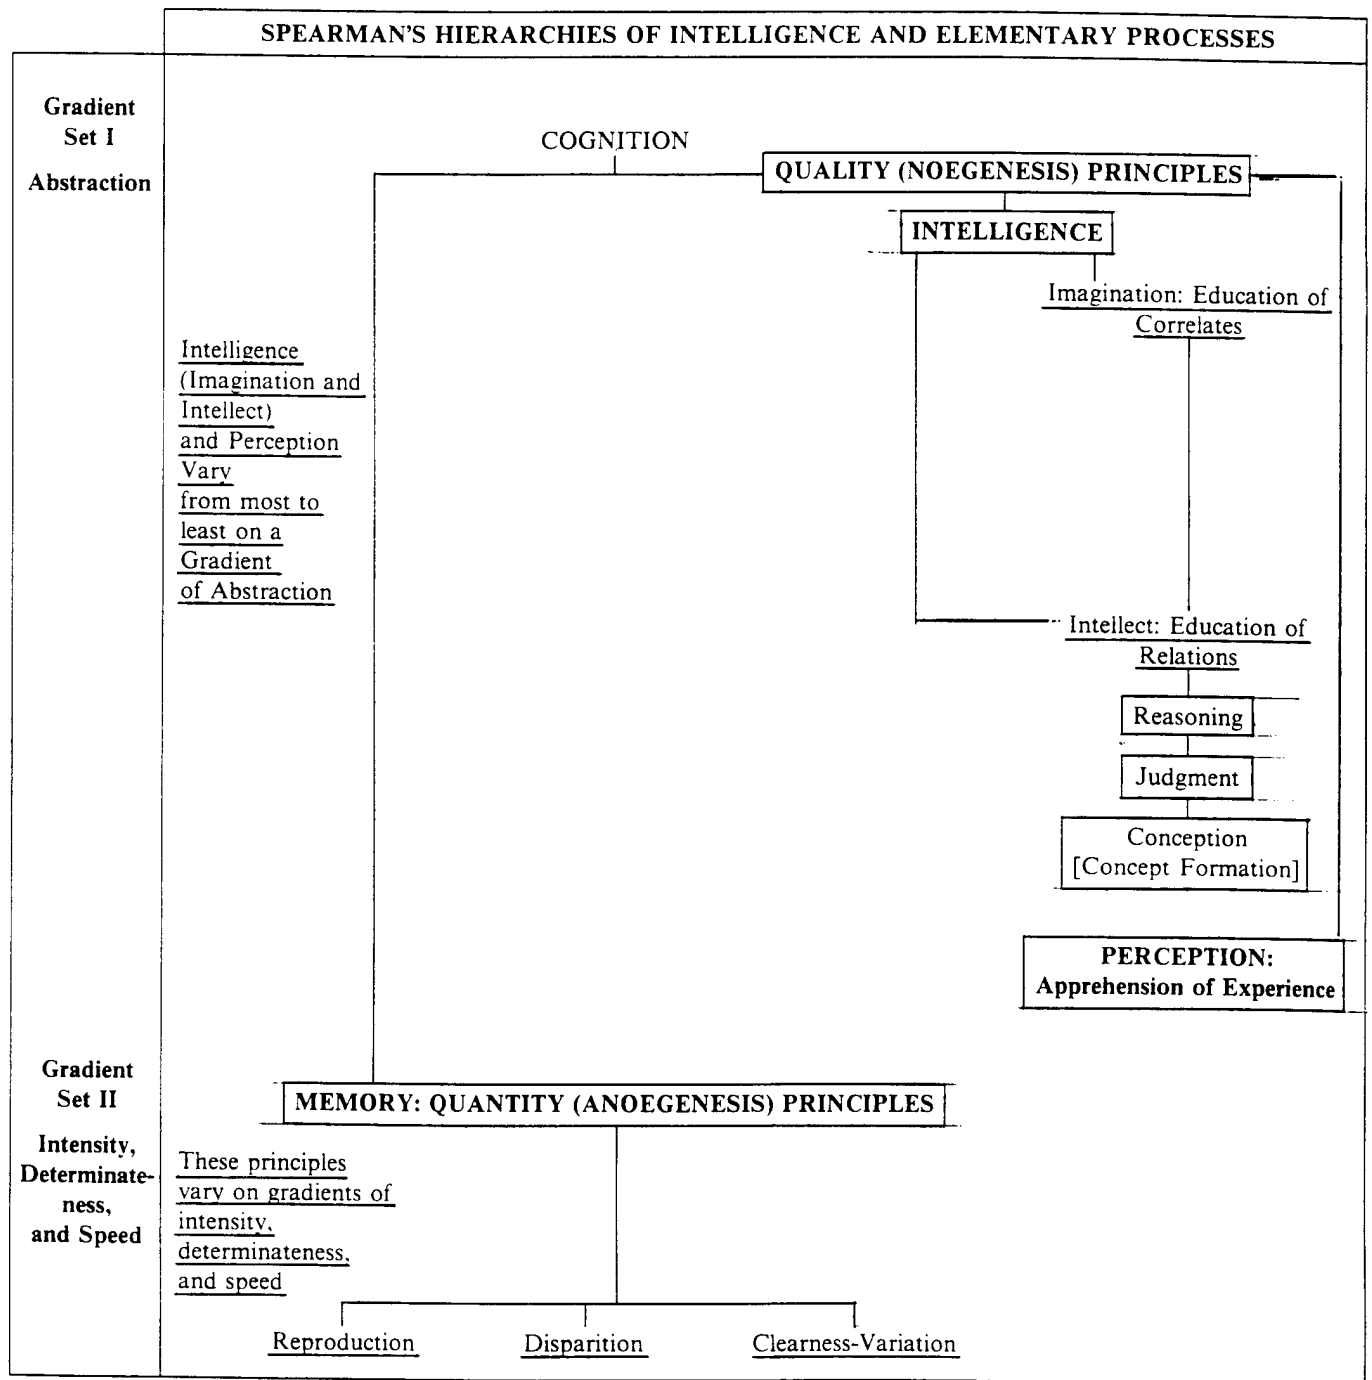 SPEARMAN'S HIERARCHIES OF INTELLIGENCE AND ELEMENTARY PROCESSES
Gradient
Set I
Abstraction
COGNITION
QUALITY (NOEGENESIS) PRINCIPLES
INTELLIGENCE
Imagination: Education of
Correlates
Intelligence
(Imagination and
Intellect)
and Perception
Vary
from most to
least on a
Gradient
of Abstraction
Intellect: Education of
Relations
Reasoning
Judgment
Conception
[Concept Formation]
PERCEPTION:
Apprehension of Experience
Gradient
Set II
Intensity,
Determinate-
ness,
and Speed
MEMORY: QUANTITY (ANOEGENESIS) PRINCIPLES
These principles
vary on gradients of
intensity,
determinateness,
and speed
Reproduction
Disparition
Clearness-Variation